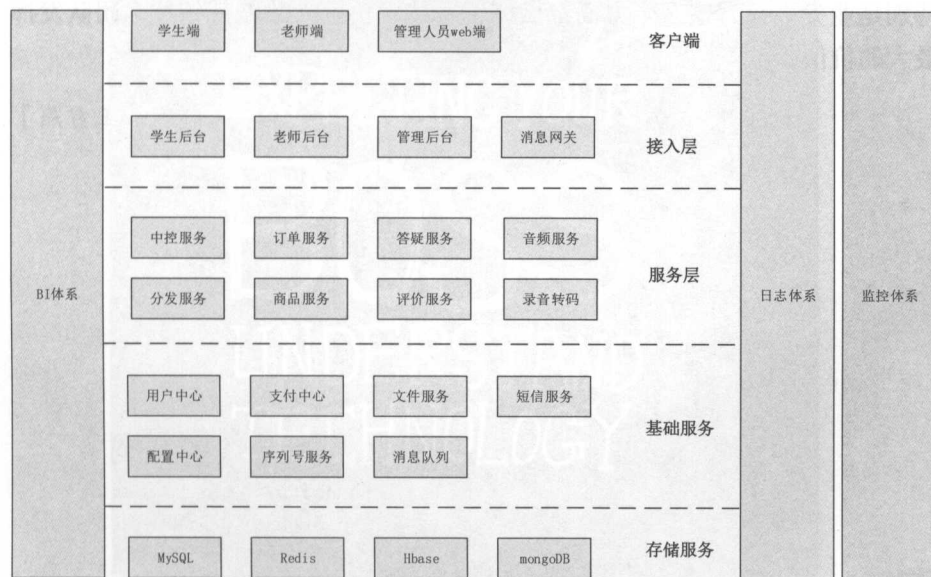 学生端 老师端 管理人员web端 客户端
学生后台 老师后台 管理后台 消息网关 接入层
中控服务 订单服务 答疑服务 音频服务
服务层
BI体系 分发服务 商品服务 评价服务 录音转码 日志体系 监控体系
用户中心 支付中心 文件服务 短信服务
基础服务
配置中心 序列号服务 消息队列
MySQL Redis Hbase mongoDB 存储服务
TECHNOLOGY